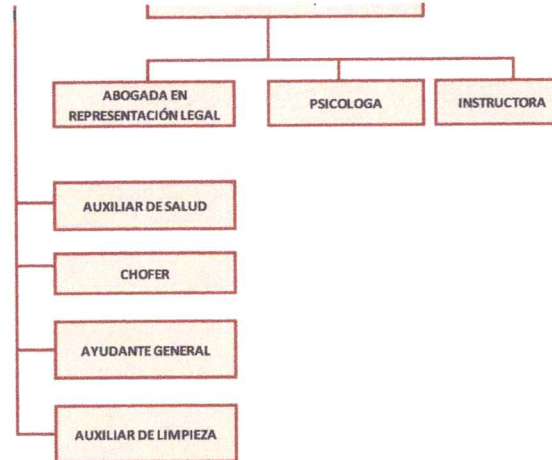 ABOGADA EN
REPRESENTACIÓN LEGAL
PSICOLOGA
INSTRUCTORA
AUXILIAR DE SALUD
CHOFER
AYUDANTE GENERAL
AUXILIAR DE LIMPIEZA